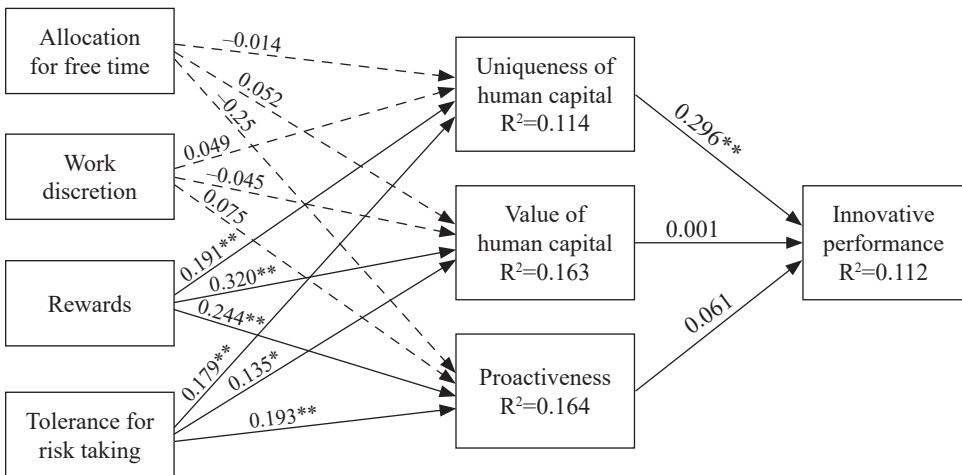 Allocation
for free time
Work
discretion
Rewards
Tolerance for
risk taking
–0.014
0.052
–0.25
0.049
–0.045
0.075
0.191**
0.320**
0.244**
0.179**
0.135*
0.193**
Uniqueness of
human capital
R²=0.114
Value of
human capital
R²=0.163
Proactiveness
R²=0.164
0.296**
0.001
0.061
Innovative
performance
R²=0.112